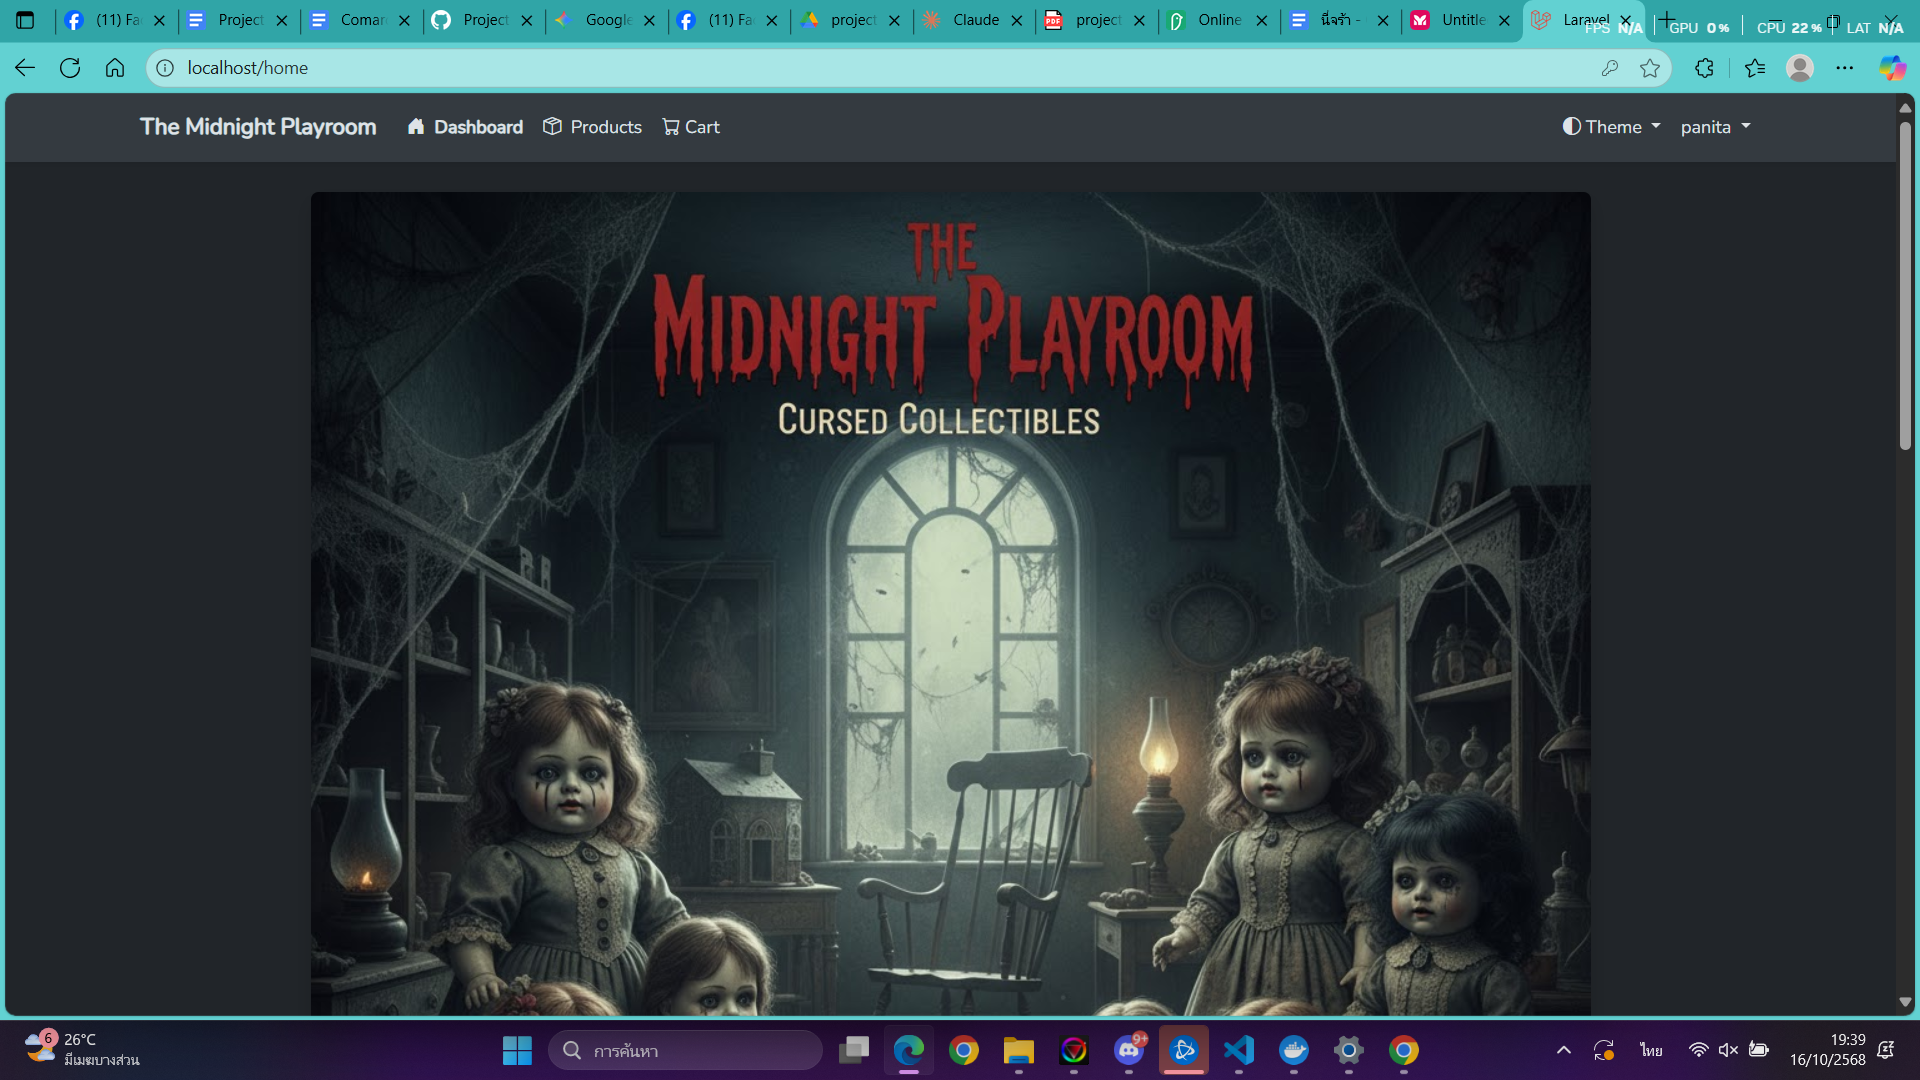 (11) Fa
Project
Comar
Project
Google
(11) Fa
project
Claude
project
Online
นี่จร้า -
Untitle
Laravel
FPS N/A
GPU 0 %
CPU 22 %
LAT N/A
localhost/home
The Midnight Playroom
Dashboard
Products
Cart
Theme
panita
THE
MIDNIGHT PLAYROOM
CURSED COLLECTIBLES
6
26°C
มีเมฆบางส่วน
การค้นหา
9+
ไทย
19:39
16/10/2568